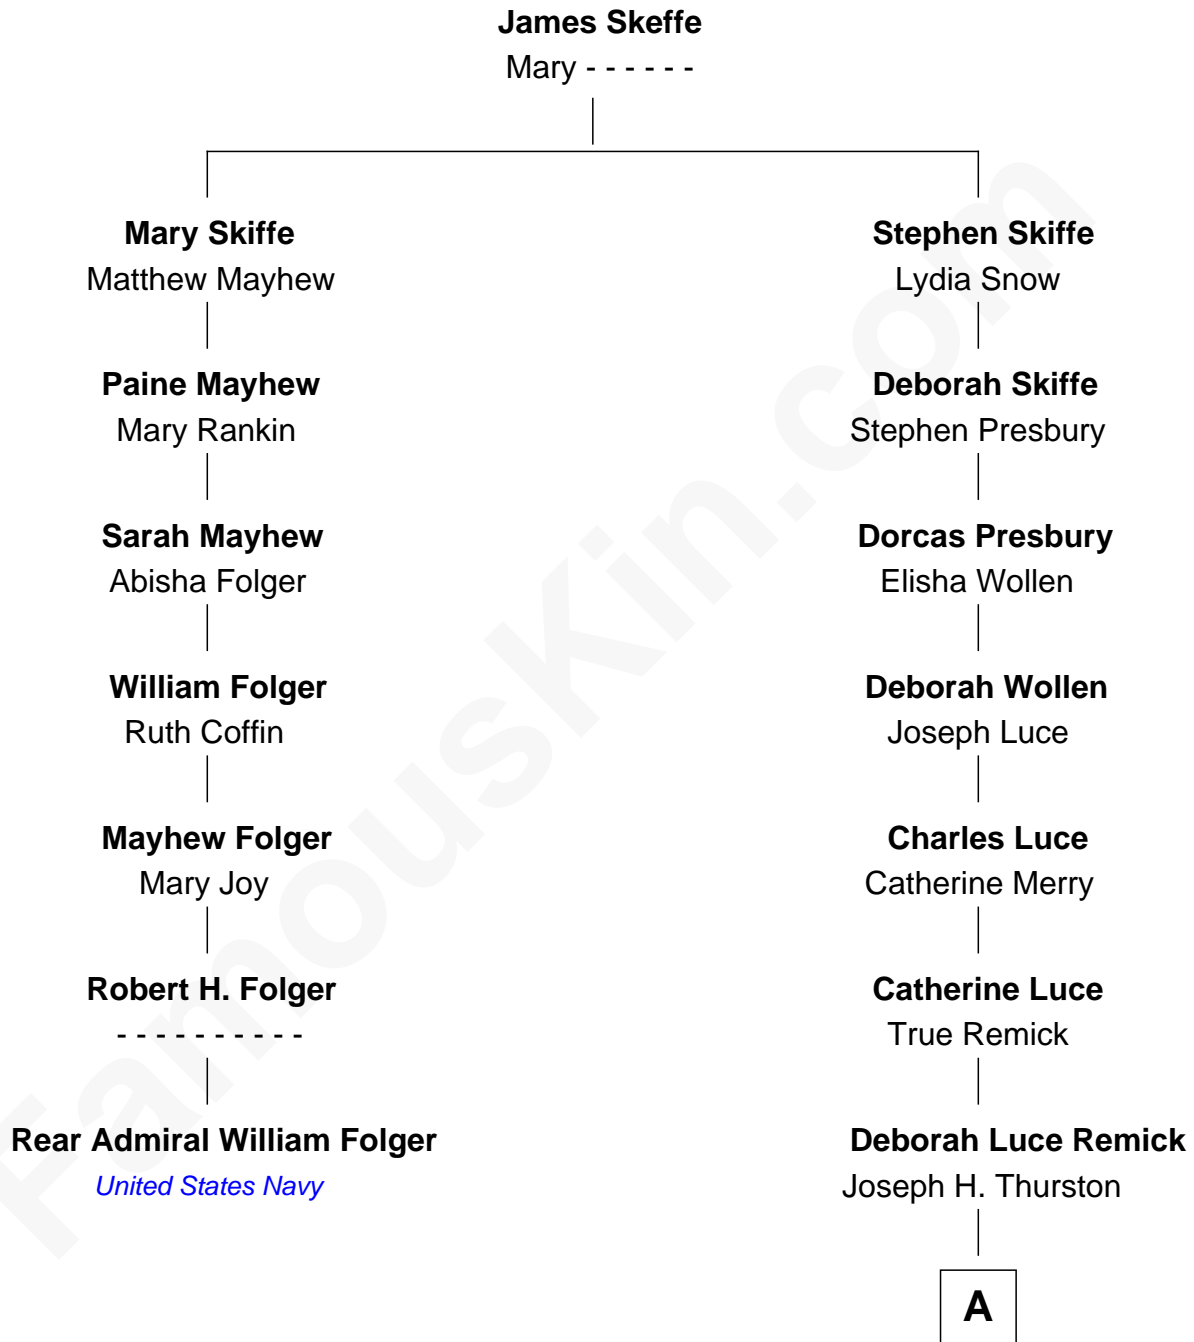 James Skeffe
Mary - - - - - -
Mary Skiffe
Matthew Mayhew
Stephen Skiffe
Lydia Snow
Paine Mayhew
Mary Rankin
Deborah Skiffe
Stephen Presbury
Sarah Mayhew
Abisha Folger
Dorcas Presbury
Elisha Wollen
William Folger
Ruth Coffin
Deborah Wollen
Joseph Luce
Mayhew Folger
Mary Joy
Charles Luce
Catherine Merry
Robert H. Folger
- - - - - - - - - -
Catherine Luce
True Remick
Rear Admiral William Folger
United States Navy
Deborah Luce Remick
Joseph H. Thurston
A
FamousKin.com